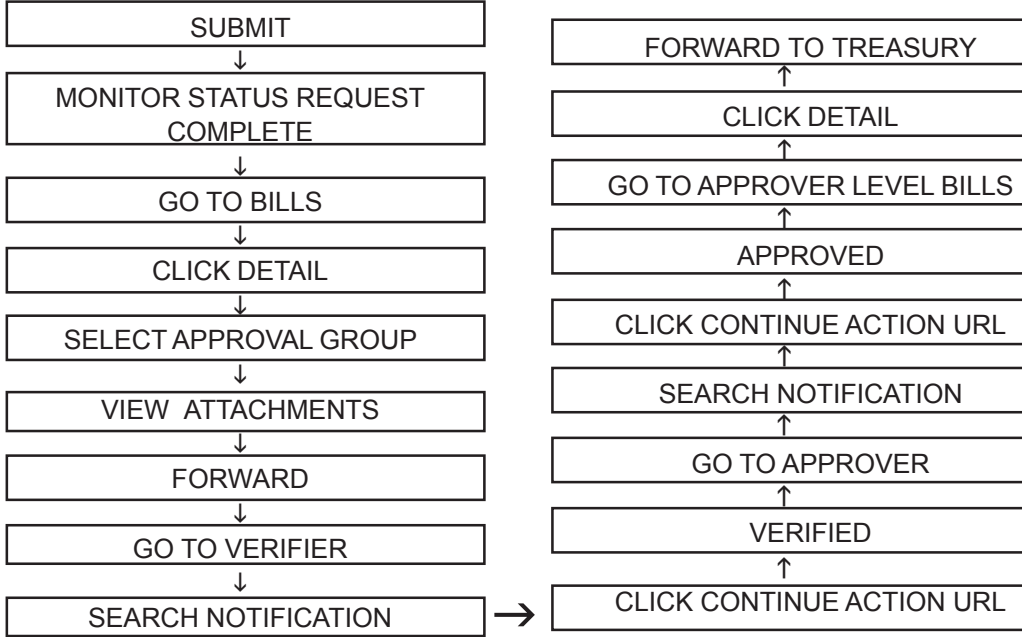 SUBMIT
MONITOR STATUS REQUEST
COMPLETE
GO TO BILLS
CLICK DETAIL
SELECT APPROVAL GROUP
VIEW ATTACHMENTS
FORWARD
GO TO VERIFIER
SEARCH NOTIFICATION
FORWARD TO TREASURY
CLICK DETAIL
GO TO APPROVER LEVEL BILLS
APPROVED
CLICK CONTINUE ACTION URL
SEARCH NOTIFICATION
GO TO APPROVER
VERIFIED
CLICK CONTINUE ACTION URL